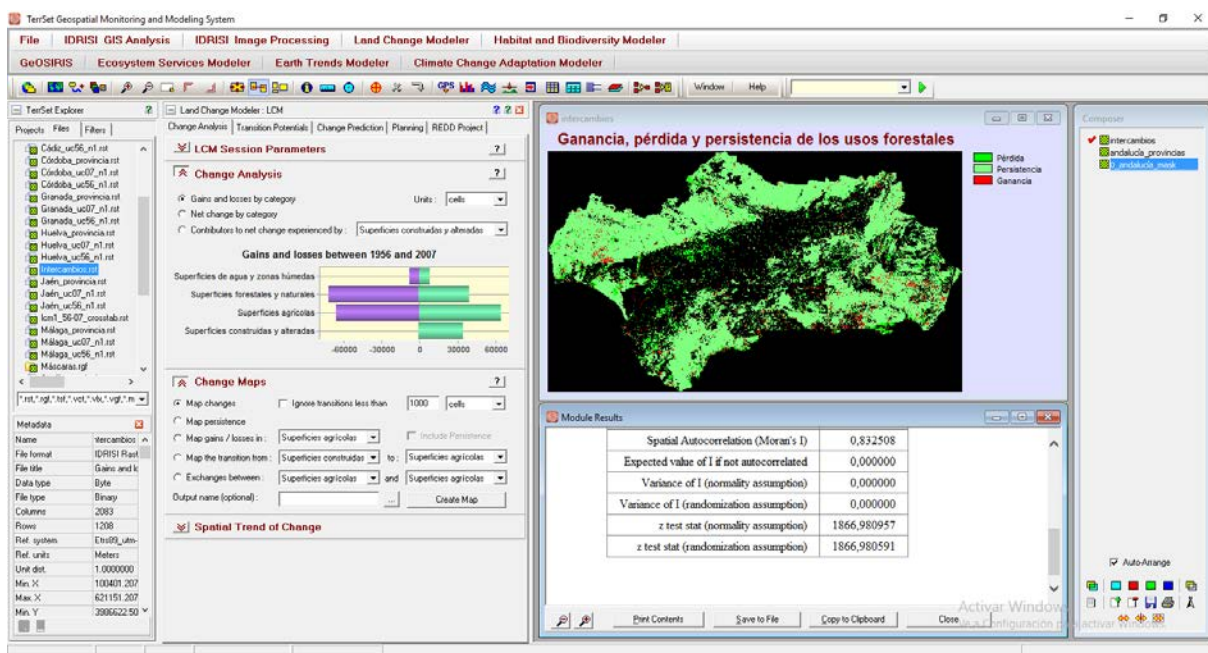 TerrSet Geospatial Monitoring and Modeling System
File IDRISI GIS Analysis IDRISI Image Processing Land Change Modeler Habitat and Biodiversity Modeler
GeOSIRIS Ecosystem Services Modeler Earth Trends Modeler Climate Change Adaptation Modeler
GPS Window Help
TerrSet Explorer ?
Projects Files Filters
Cádiz_uc56_n1.rst
Córdoba_provincia.rst
Córdoba_uc07_n1.rst
Córdoba_uc56_n1.rst
Granada_provincia.rst
Granada_uc07_n1.rst
Granada_uc56_n1.rst
Huelva_provincia.rst
Huelva_uc07_n1.rst
Huelva_uc56_n1.rst
Intercambios.rst
Jaén_provincia.rst
Jaén_uc07_n1.rst
Jaén_uc56_n1.rst
lcm1_56-07_crosstab.rst
Málaga_provincia.rst
Málaga_uc07_n1.rst
Málaga_uc56_n1.rst
Máscaras.rgf
*.rst,*.rgf,*.tsf,*.vct,*.vlx,*.vgf,*.m
Metadata
Name ntercambios
File format IDRISI Rast
File title Gains and lc
Data type Byte
File type Binary
Columns 2083
Rows 1208
Ref. system Etrs89_utm-
Ref. units Meters
Unit dist. 1.0000000
Min. X 100401.207
Max. X 621151.207
Min. Y 3986622.50
Land Change Modeler : LCM ? ?
Change Analysis Transition Potentials Change Prediction Planning REDD Project
LCM Session Parameters ?
Change Analysis ?
Gains and losses by category Units : cells
Net change by category
Contributors to net change experienced by : Superficies construidas y alteradas
Gains and losses between 1956 and 2007
Superficies de agua y zonas húmedas
Superficies forestales y naturales
Superficies agrícolas
Superficies construidas y alteradas
-60000 -30000 0 30000 60000
Change Maps ?
Map changes Ignore transitions less than 1000 cells
Map persistence
Map gains / losses in : Superficies agrícolas Include Persistence
Map the transition from : Superficies construidas to : Superficies agrícolas
Exchanges between : Superficies agrícolas and Superficies agrícolas
Output name (optional) : ... Create Map
Spatial Trend of Change
intercambios
Ganancia, pérdida y persistencia de los usos forestales
Pérdida
Persistencia
Ganancia
Module Results
Spatial Autocorrelation (Moran's I) 0,832508
Expected value of I if not autocorrelated 0,000000
Variance of I (normality assumption) 0,000000
Variance of I (randomization assumption) 0,000000
z test stat (normality assumption) 1866,980957
z test stat (randomization assumption) 1866,980591
Print Contents Save to File Copy to Clipboard Close
Composer
intercambios
andalucía_provincias
0_andalucía_mask
Auto-Arrange
Activar Windows